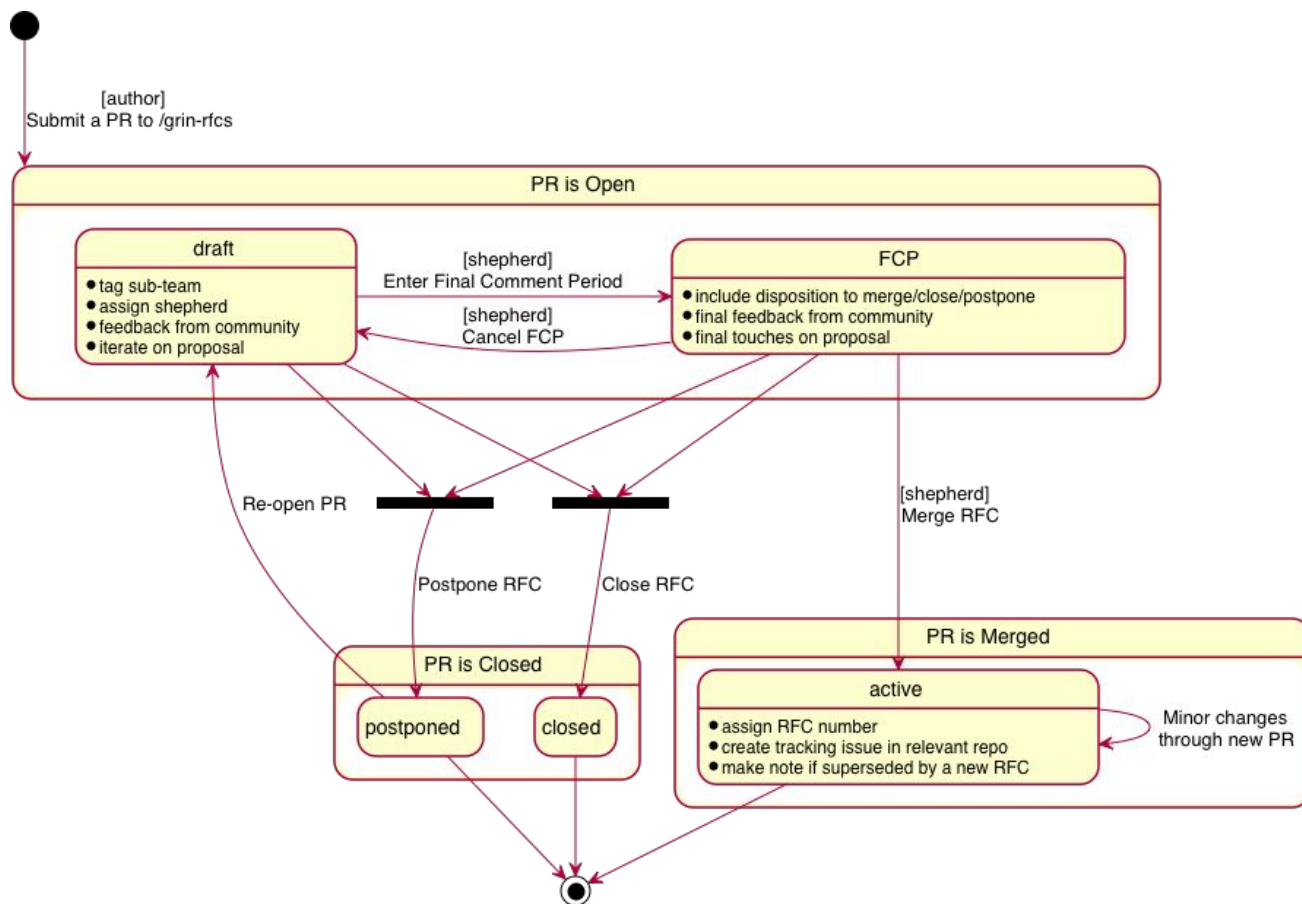 [author]
Submit a PR to /grin-rfcs
PR is Open
draft
tag sub-team
assign shepherd
feedback from community
iterate on proposal
[shepherd]
Enter Final Comment Period
[shepherd]
Cancel FCP
FCP
include disposition to merge/close/postpone
final feedback from community
final touches on proposal
Re-open PR
[shepherd]
Merge RFC
Postpone RFC
Close RFC
PR is Closed
postponed
closed
PR is Merged
active
assign RFC number
create tracking issue in relevant repo
make note if superseded by a new RFC
Minor changes
through new PR